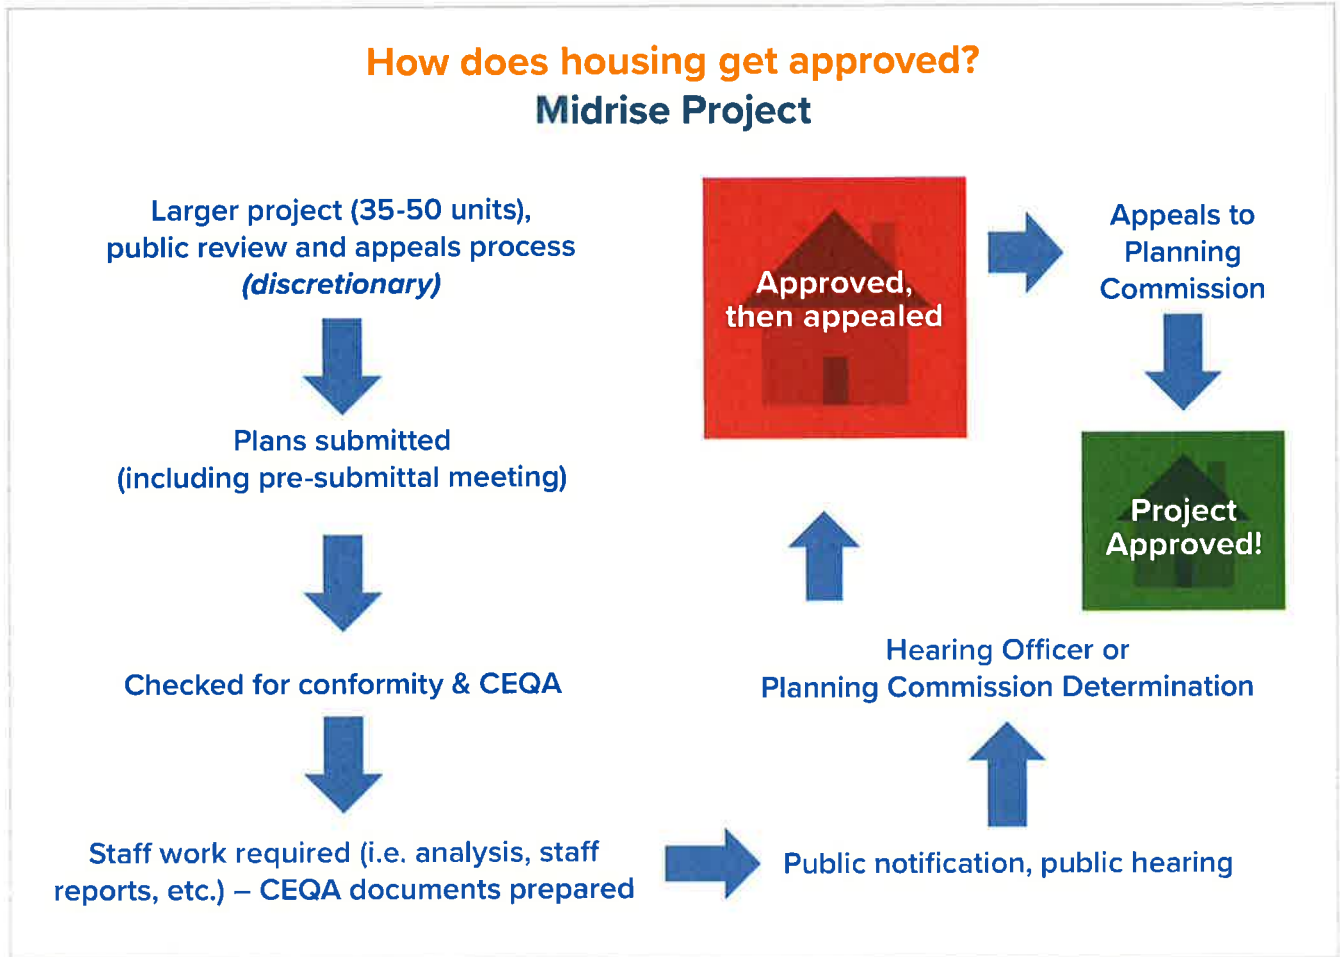 How does housing get approved?
Midrise Project
Larger project (35-50 units),
public review and appeals process
(discretionary)
Plans submitted
(including pre-submittal meeting)
Checked for conformity & CEQA
Staff work required (i.e. analysis, staff
reports, etc.) – CEQA documents prepared
Public notification, public hearing
Hearing Officer or
Planning Commission Determination
Approved,
then appealed
Appeals to
Planning
Commission
Project
Approved!